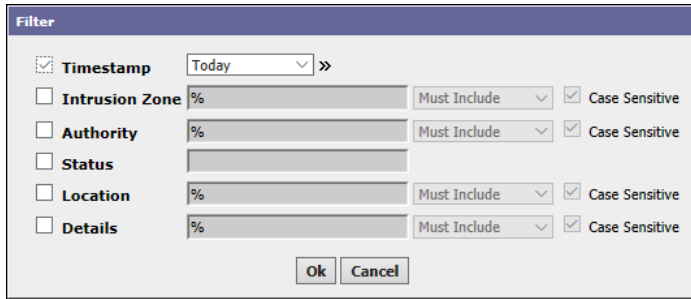 Filter
Timestamp Today »
Intrusion Zone % Must Include Case Sensitive
Authority % Must Include Case Sensitive
Status
Location % Must Include Case Sensitive
Details % Must Include Case Sensitive
Ok Cancel